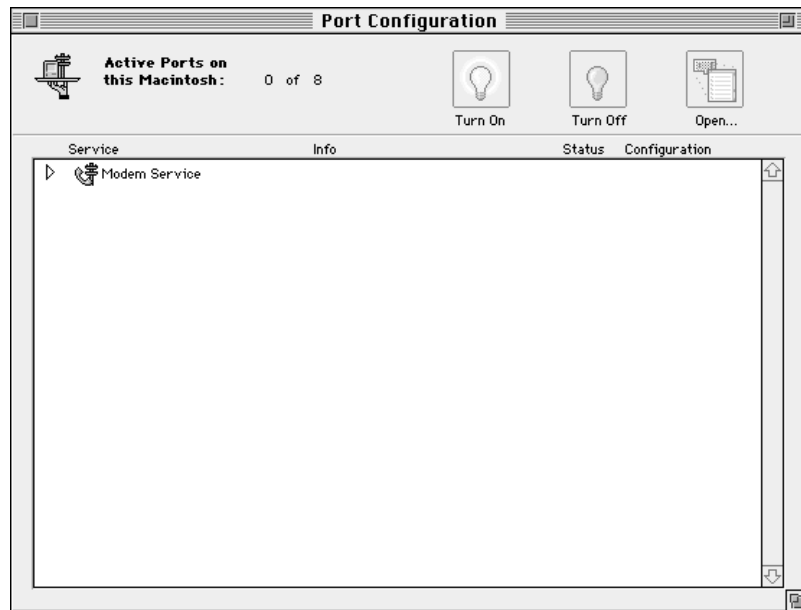 Port Configuration
Active Ports on
this Macintosh: 0 of 8
Turn On Turn Off Open...
Service Info Status Configuration
Modem Service